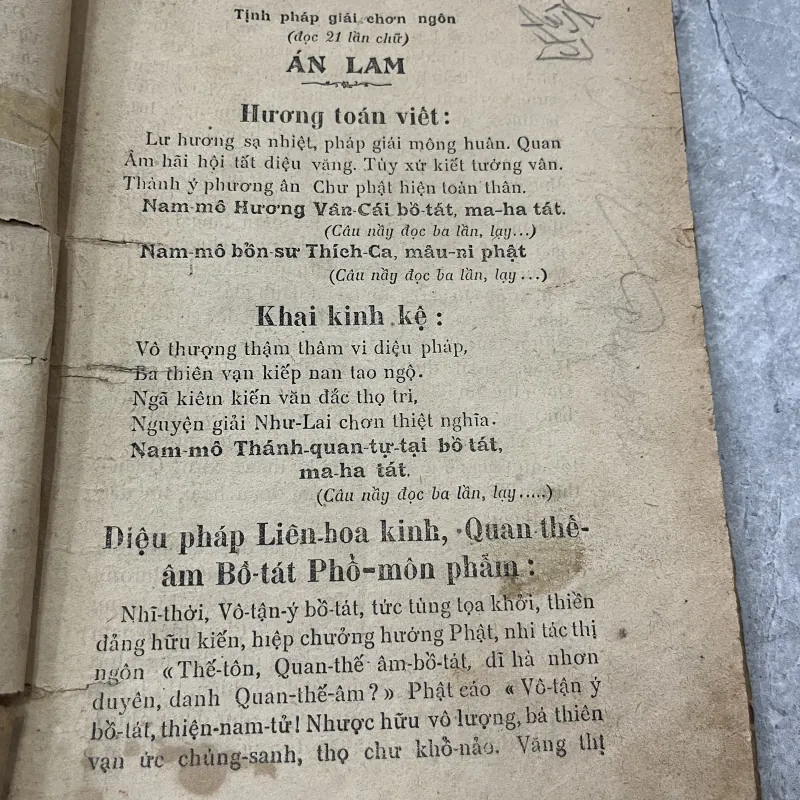 Tịnh pháp giải chơn ngôn
(đọc 21 lần chữ)
ÁN LAM
Hương toán viết:
Lư hương sạ nhiệt, pháp giải mông huân. Quan
Âm hãi hội tất diệu văng. Tùy xứ kiết tường vân.
Thành ý phương ân Chư phật hiện toàn thân.
Nam-mô Hương Vân-Cái bồ-tát, ma-ha tát.
(Câu nầy đọc ba lần, lạy...)
Nam-mô bổn-sư Thích-Ca, mâu-ni phật
(Câu nầy đọc ba lần, lạy...)
Khai kinh kệ:
Vô thượng thậm thâm vi diệu pháp,
Bá thiên vạn kiếp nan tao ngộ.
Ngã kiêm kiến văn đắc thọ trì,
Nguyện giải Như-Lai chơn thiệt nghĩa.
Nam-mô Thánh-quan-tự-tại bồ tát,
ma-ha tát.
(Câu nầy đọc ba lần, lạy.....)
Diệu pháp Liên-hoa kinh, Quan-thế-
âm Bồ-tát Phổ-môn phẩm:
Nhĩ-thời, Vô-tận-ý bồ-tát, tức tùng tọa khởi, thiền
đảng hữu kiến, hiệp chưởng hướng Phật, nhi tác thị
ngôn « Thế-tôn, Quan-thế âm-bồ-tát, dĩ hà nhơn
duyên, danh Quan-thế-âm?» Phật cáo « Vô-tận ý
bồ-tát, thiện-nam-tử! Nhược hữu vô lượng, bá thiên
vạn ức chúng-sanh, thọ chư khổ-não. Văng thị